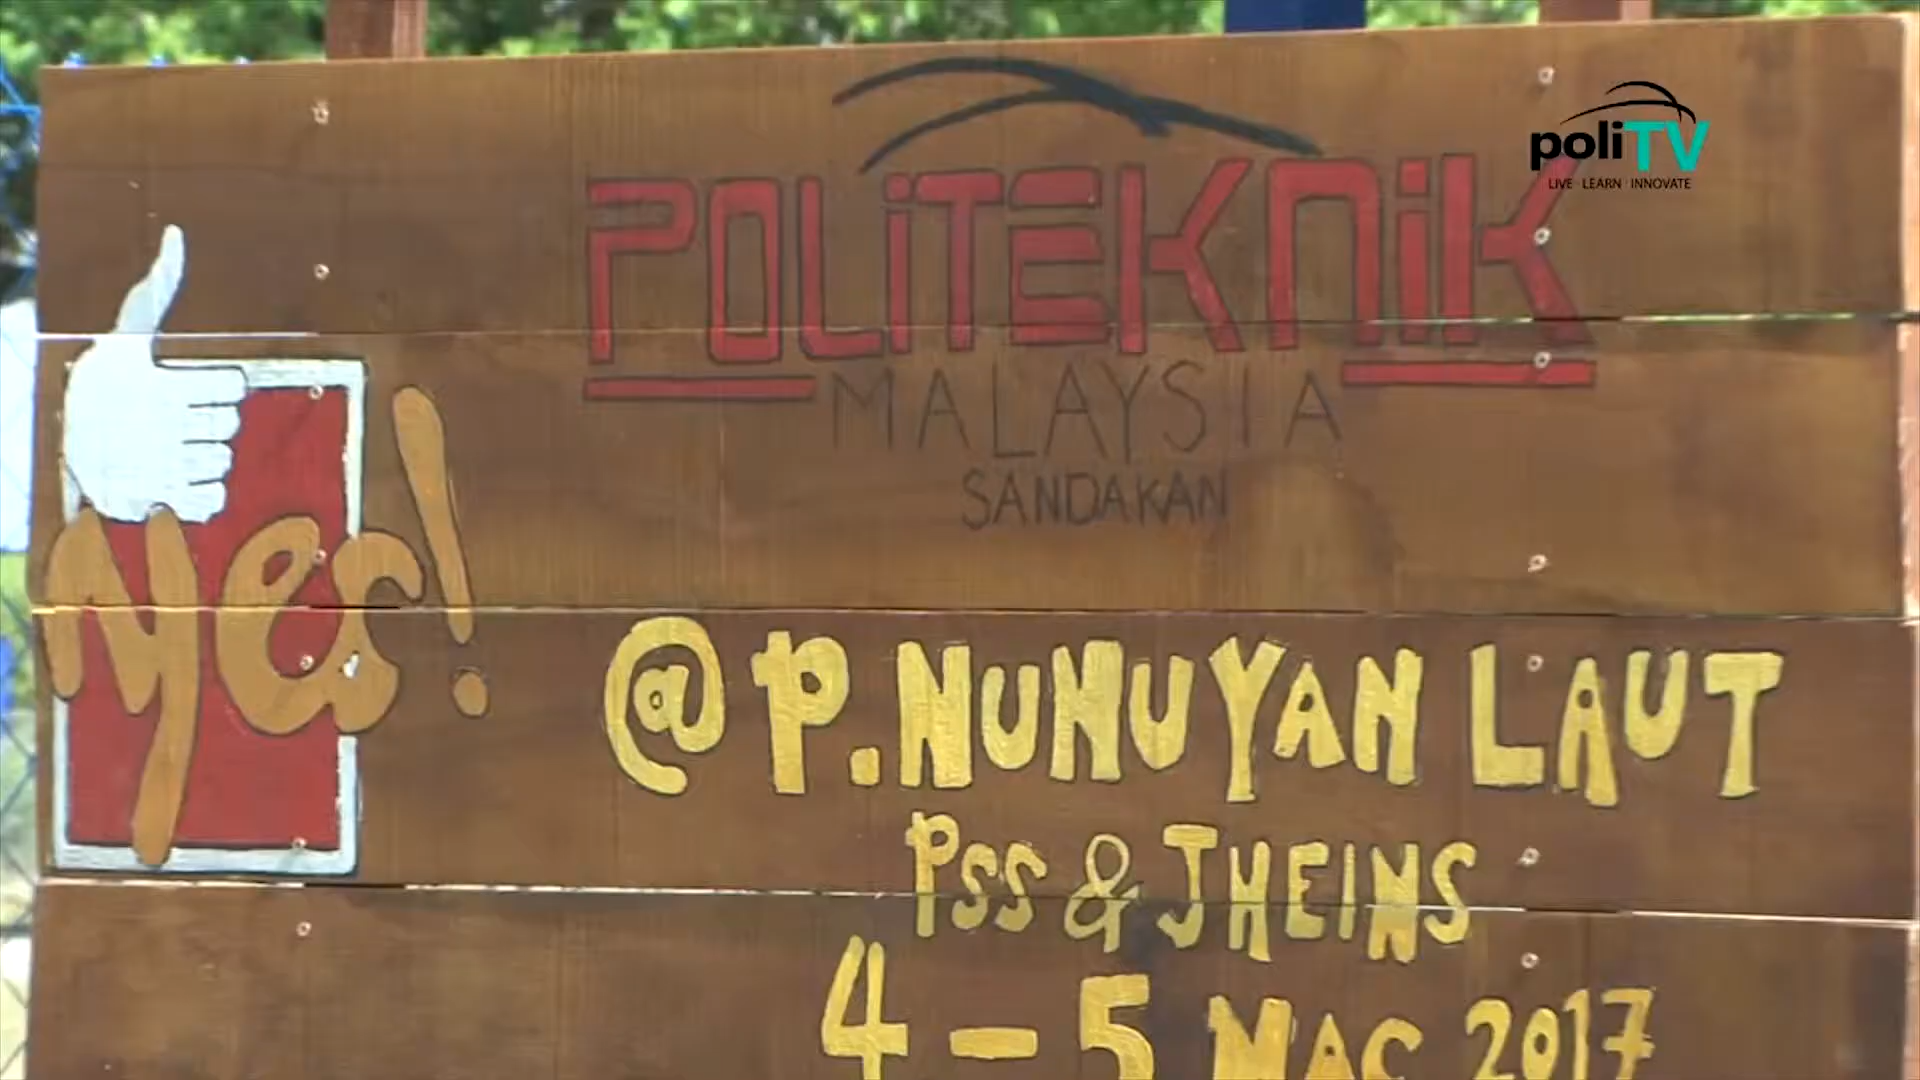 poliTV
LIVE · LEARN · INNOVATE
POLiTEKNiK
MALAYSIA
SANDAKAN
yes!
@ P. NUNUYAN LAUT
PSS & JHEINS
4 - 5 MAC 2017